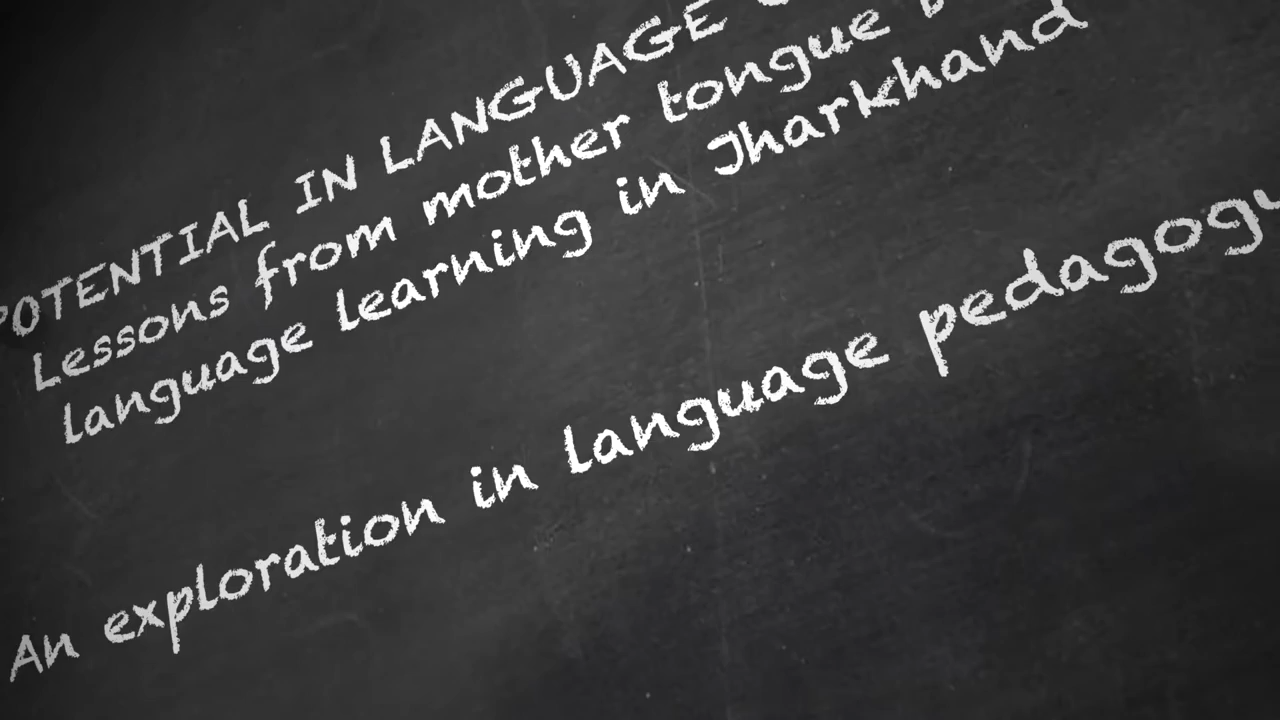 POTENTIAL IN LANGUAGE
Lessons from mother tongue
language learning in Jharkhand
An exploration in language pedagogy